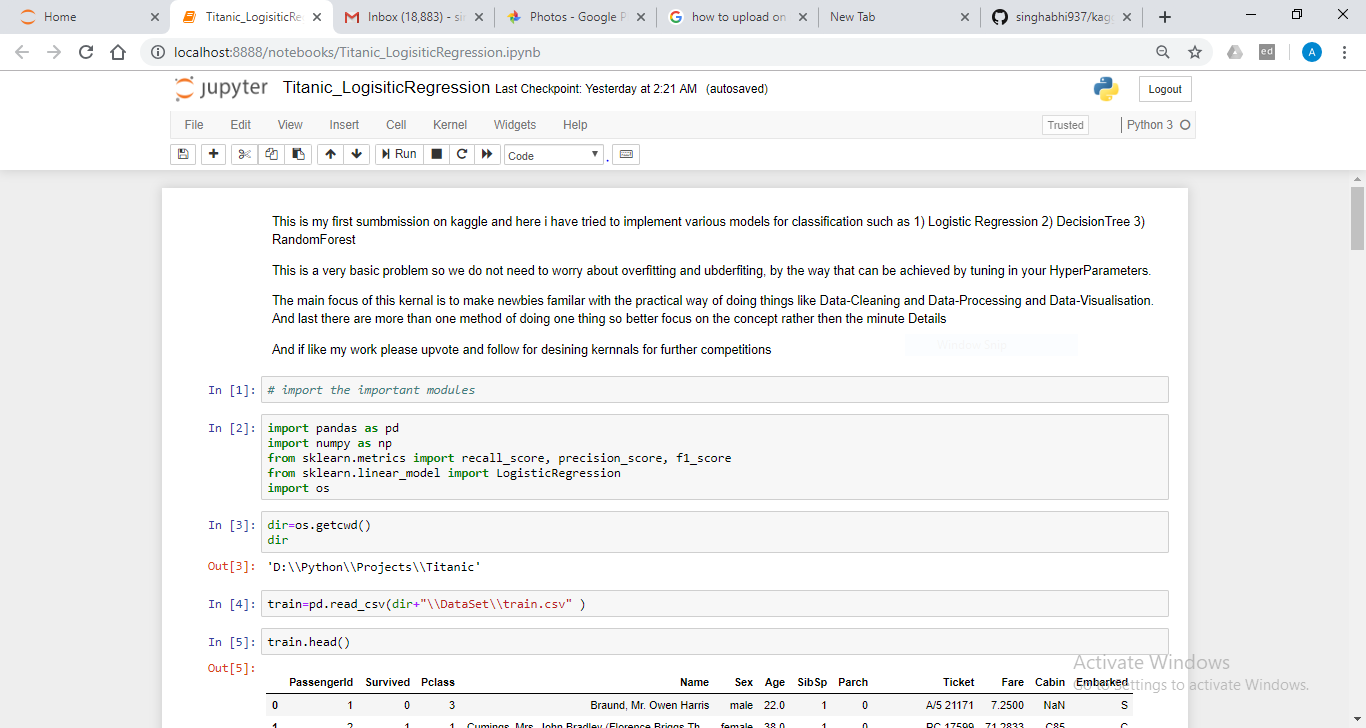 Home
Titanic_LogisiticRe
Inbox (18,883) - si
Photos - Google P
how to upload on
New Tab
singhabhi937/kag
localhost:8888/notebooks/Titanic_LogisiticRegression.ipynb
ed
A
jupyter Titanic_LogisiticRegression Last Checkpoint: Yesterday at 2:21 AM (autosaved)
Logout
File Edit View Insert Cell Kernel Widgets Help
Trusted
Python 3
Run
Code
This is my first sumbmission on kaggle and here i have tried to implement various models for classification such as 1) Logistic Regression 2) DecisionTree 3)
RandomForest
This is a very basic problem so we do not need to worry about overfitting and ubderfiting, by the way that can be achieved by tuning in your HyperParameters.
The main focus of this kernal is to make newbies familar with the practical way of doing things like Data-Cleaning and Data-Processing and Data-Visualisation.
And last there are more than one method of doing one thing so better focus on the concept rather then the minute Details
And if like my work please upvote and follow for desining kernnals for further competitions
In [1]: # import the important modules
In [2]: import pandas as pd
import numpy as np
from sklearn.metrics import recall_score, precision_score, f1_score
from sklearn.linear_model import LogisticRegression
import os
In [3]: dir=os.getcwd()
dir
Out[3]: 'D:\\Python\\Projects\\Titanic'
In [4]: train=pd.read_csv(dir+"\\DataSet\\train.csv" )
In [5]: train.head()
Out[5]:
PassengerId Survived Pclass Name Sex Age SibSp Parch Ticket Fare Cabin Embarked
0 1 0 3 Braund, Mr. Owen Harris male 22.0 1 0 A/5 21171 7.2500 NaN S
1 2 1 1 Cumings, Mrs. John Bradley (Florence Briggs Th... female 38.0 1 0 PC 17599 71.2833 C85 C
Activate Windows
Go to Settings to activate Windows.